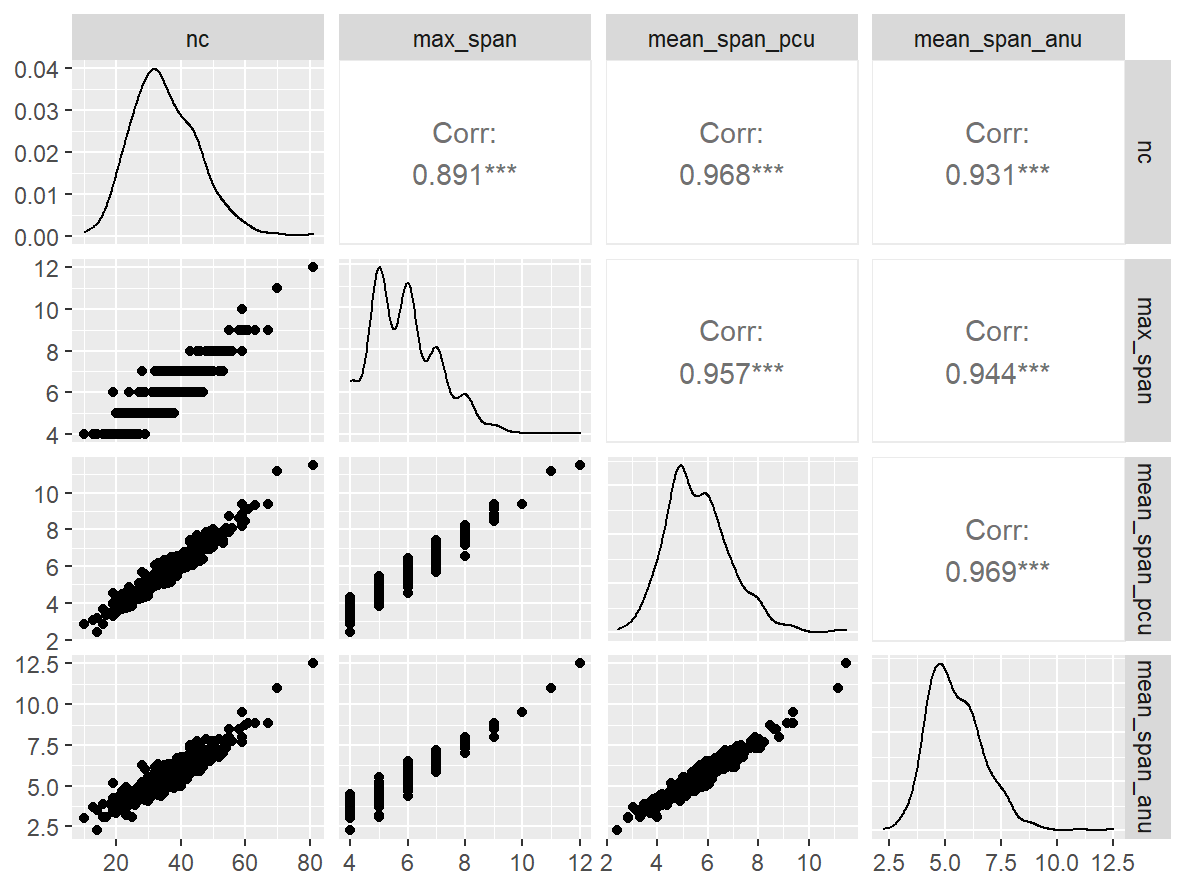 nc max_span mean_span_pcu mean_span_anu
0.04
0.03
0.02
0.01
0.00
Corr:
0.891***
Corr:
0.968***
Corr:
0.931***
nc
12
10
8
6
4
Corr:
0.957***
Corr:
0.944***
max_span
10
8
6
4
2
Corr:
0.969***
mean_span_pcu
12.5
10.0
7.5
5.0
2.5
mean_span_anu
20 40 60 80 4 6 8 10 12 2 4 6 8 10 2.5 5.0 7.5 10.0 12.5